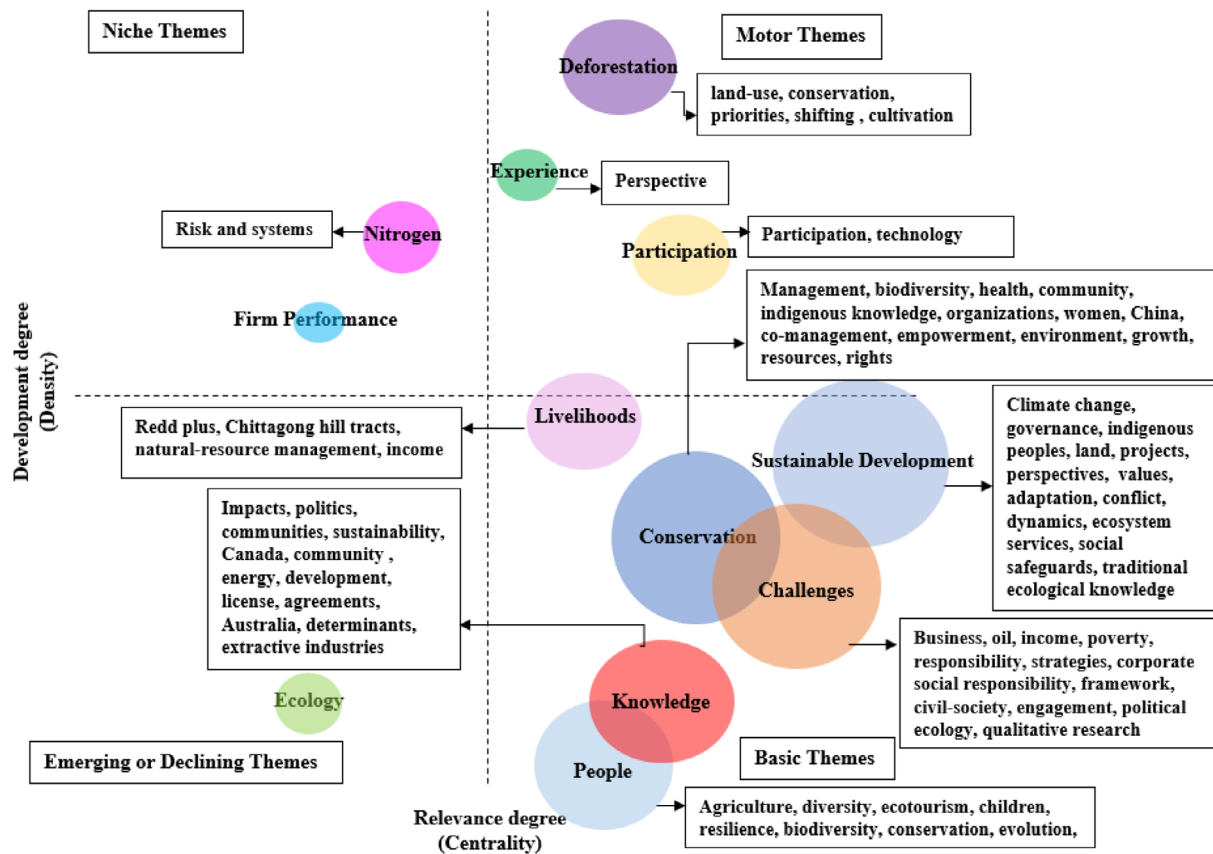 Niche Themes
Motor Themes
Deforestation
land-use, conservation,
priorities, shifting , cultivation
Experience
Perspective
Risk and systems
Nitrogen
Participation
Participation, technology
Firm Performance
Management, biodiversity, health, community,
indigenous knowledge, organizations, women, China,
co-management, empowerment, environment, growth,
resources, rights
Development degree
(Density)
Livelihoods
Redd plus, Chittagong hill tracts,
natural-resource management, income
Sustainable Development
Climate change,
governance, indigenous
peoples, land, projects,
perspectives, values,
adaptation, conflict,
dynamics, ecosystem
services, social
safeguards, traditional
ecological knowledge
Conservation
Challenges
Impacts, politics,
communities, sustainability,
Canada, community ,
energy, development,
license, agreements,
Australia, determinants,
extractive industries
Business, oil, income, poverty,
responsibility, strategies, corporate
social responsibility, framework,
civil-society, engagement, political
ecology, qualitative research
Ecology
Knowledge
Emerging or Declining Themes
People
Basic Themes
Relevance degree
(Centrality)
Agriculture, diversity, ecotourism, children,
resilience, biodiversity, conservation, evolution,